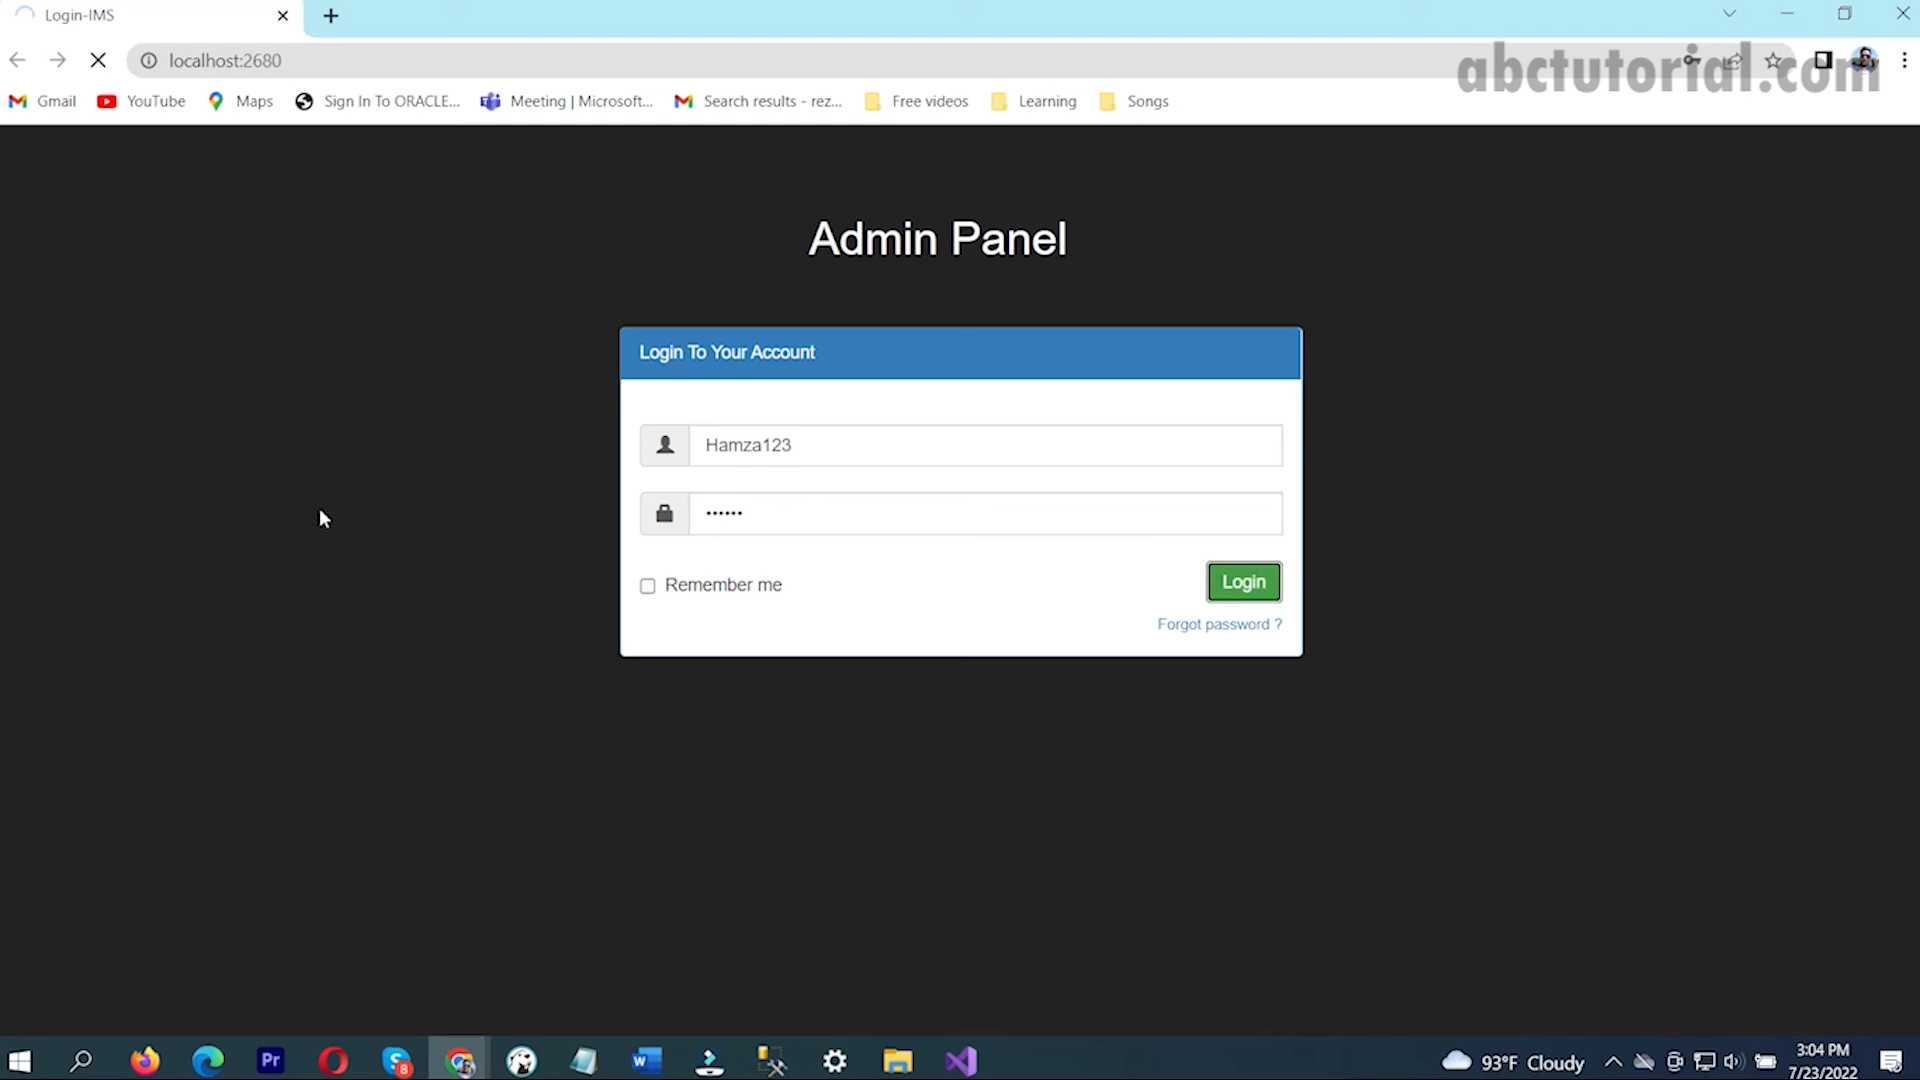 Login-IMS
localhost:2680
abctutorial.com
Gmail YouTube Maps Sign In To ORACLE... Meeting | Microsoft... Search results - rez... Free videos Learning Songs
Admin Panel
Login To Your Account
Hamza123
••••••
Remember me
Login
Forgot password ?
Pr
S 8
W
93°F Cloudy
3:04 PM
7/23/2022